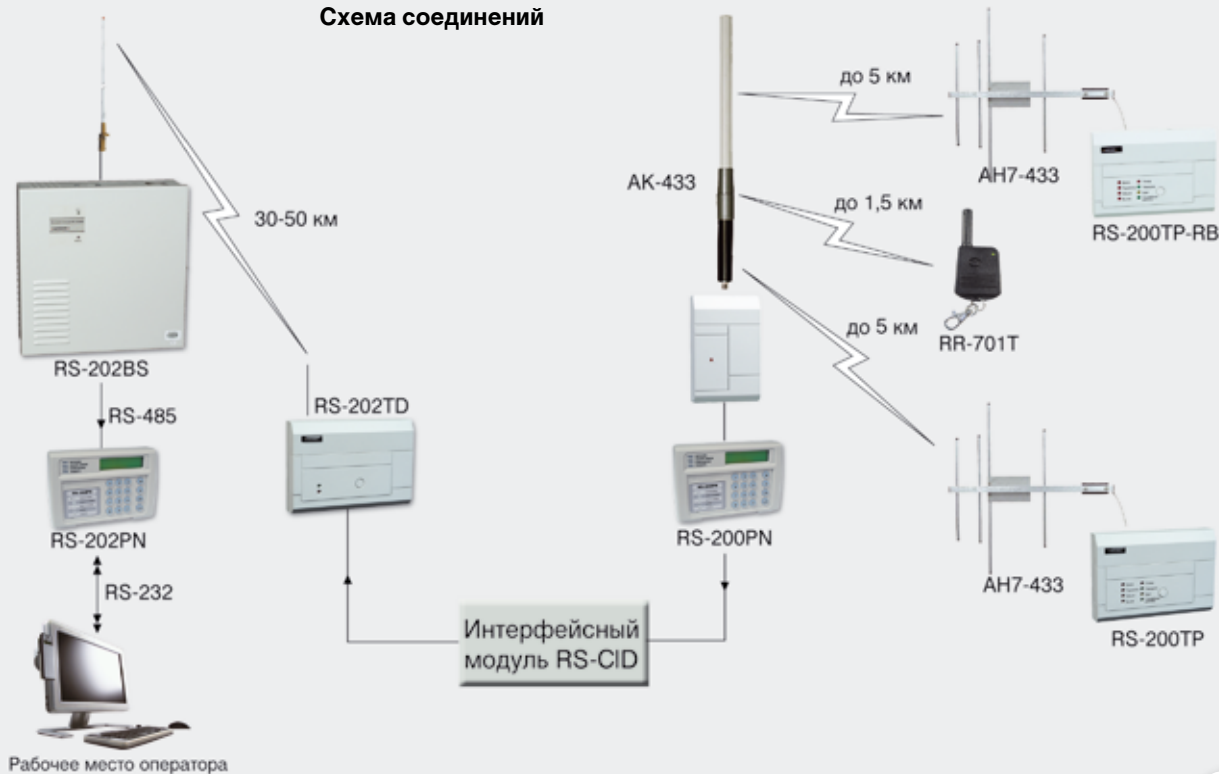 Схема соединений
до 5 км
АН7-433
RS-200TP-RB
АК-433
до 1,5 км
RR-701T
30-50 км
до 5 км
RS-202BS
RS-485
RS-202TD
RS-202PN
RS-200PN
АН7-433
RS-200TP
RS-232
Интерфейсный
модуль RS-CID
Рабочее место оператора